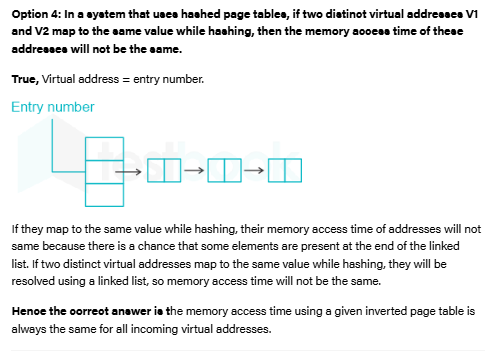 Option 4: In a system that uses hashed page tables, if two distinct virtual addresses V1
and V2 map to the same value while hashing, then the memory access time of these
addresses will not be the same.
True, Virtual address = entry number.
Entry number
If they map to the same value while hashing, their memory access time of addresses will not
same because there is a chance that some elements are present at the end of the linked
list. If two distinct virtual addresses map to the same value while hashing, they will be
resolved using a linked list, so memory access time will not be the same.
Hence the correct answer is the memory access time using a given inverted page table is
always the same for all incoming virtual addresses.